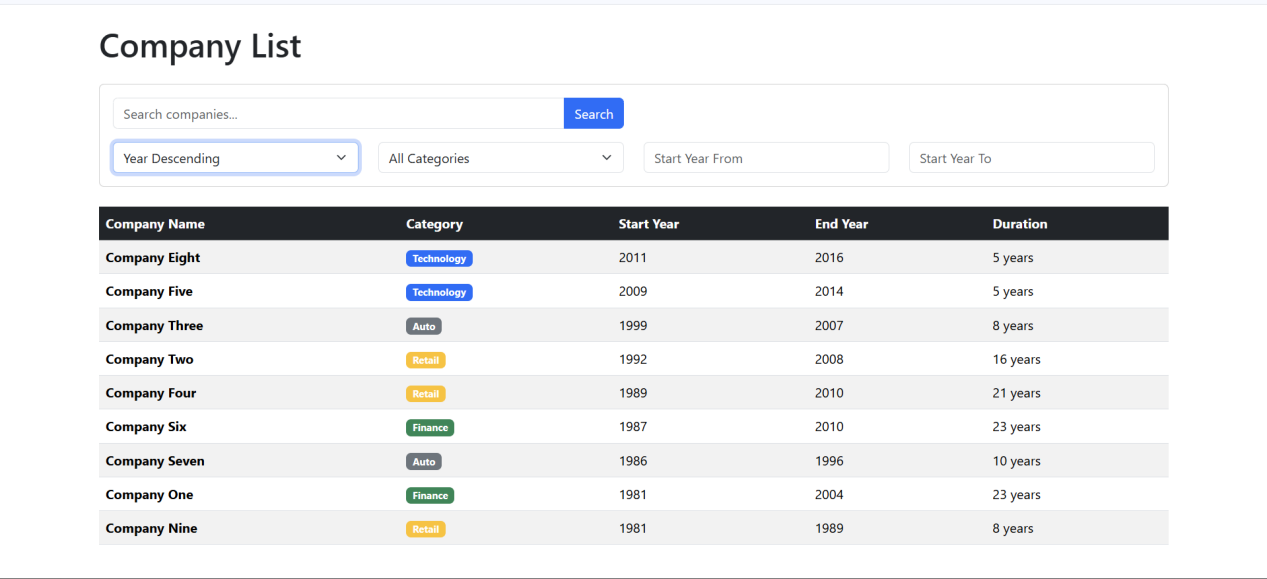 Company List
Search companies... Search
Year Descending All Categories Start Year From Start Year To
Company Name Category Start Year End Year Duration
Company Eight Technology 2011 2016 5 years
Company Five Technology 2009 2014 5 years
Company Three Auto 1999 2007 8 years
Company Two Retail 1992 2008 16 years
Company Four Retail 1989 2010 21 years
Company Six Finance 1987 2010 23 years
Company Seven Auto 1986 1996 10 years
Company One Finance 1981 2004 23 years
Company Nine Retail 1981 1989 8 years